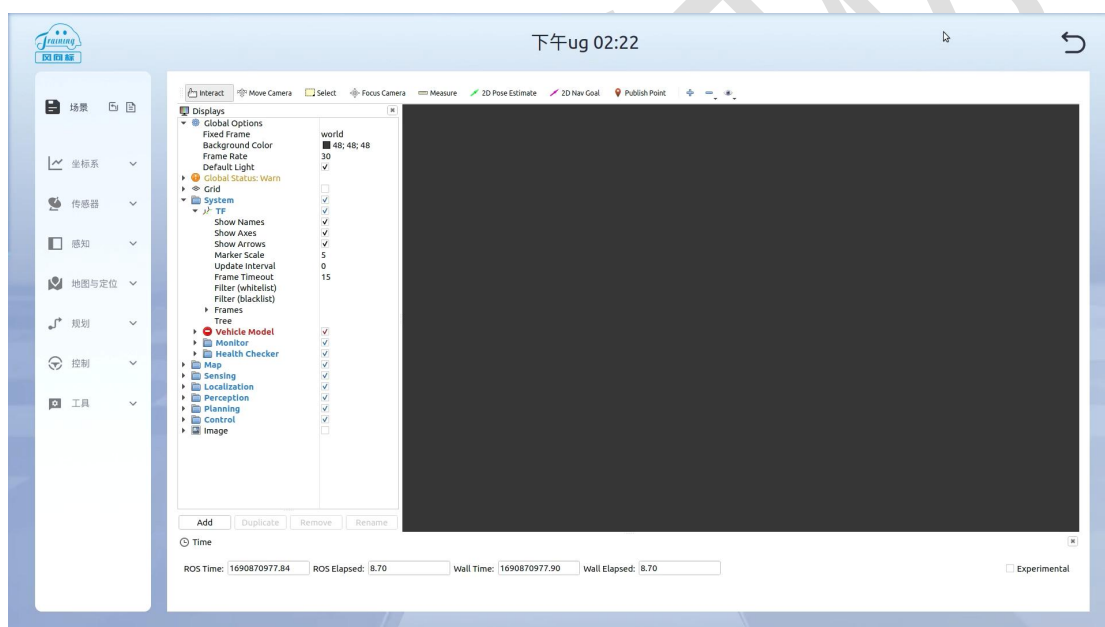 Training
下午ug 02:22
场景
坐标系
传感器
感知
地图与定位
规划
控制
工具
Interact Move Camera Select Focus Camera Measure 2D Pose Estimate 2D Nav Goal Publish Point
Displays
Global Options
Fixed Frame world
Background Color 48; 48; 48
Frame Rate 30
Default Light
Global Status: Warn
Grid
System
TF
Show Names
Show Axes
Show Arrows
Marker Scale 5
Update Interval 0
Frame Timeout 15
Filter (whitelist)
Filter (blacklist)
Frames
Tree
Vehicle Model
Monitor
Health Checker
Map
Sensing
Localization
Perception
Planning
Control
Image
Add Duplicate Remove Rename
Time
ROS Time: 1690870977.84 ROS Elapsed: 8.70 Wall Time: 1690870977.90 Wall Elapsed: 8.70 Experimental